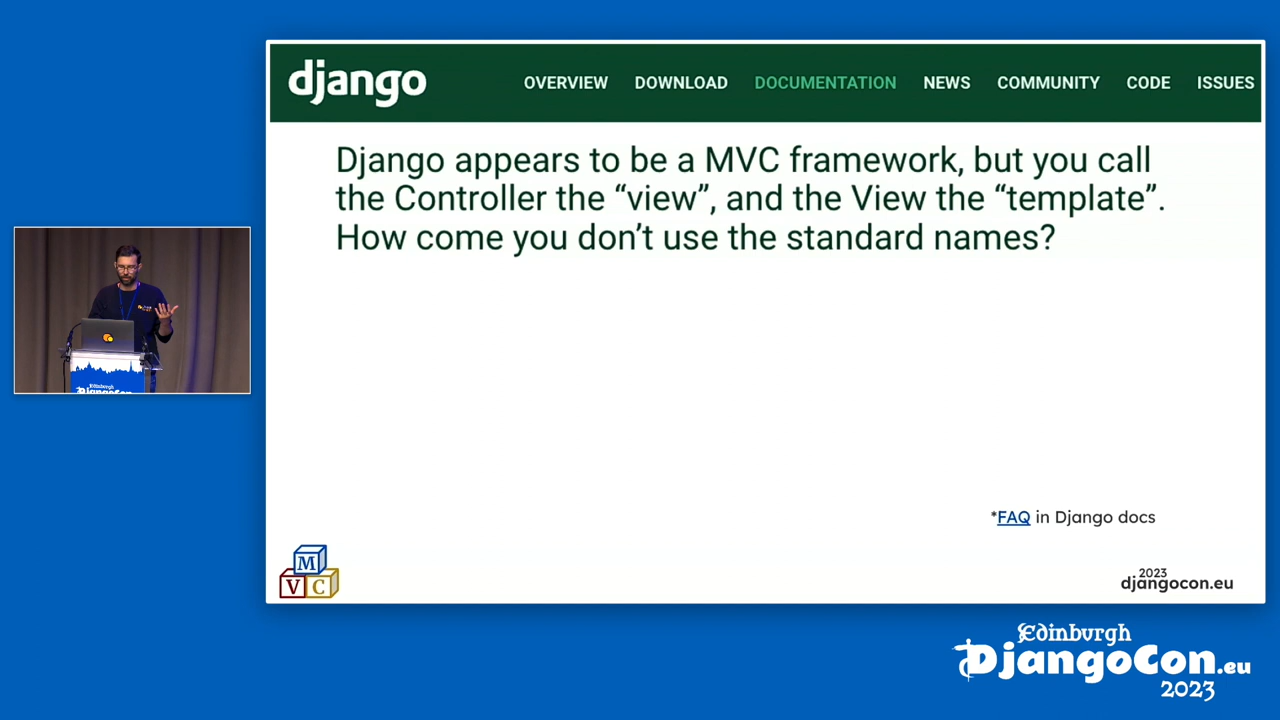 django
OVERVIEW DOWNLOAD DOCUMENTATION NEWS COMMUNITY CODE ISSUES
Django appears to be a MVC framework, but you call
the Controller the “view”, and the View the “template”.
How come you don’t use the standard names?
*FAQ in Django docs
M
V C
2023
djangocon.eu
Edinburgh
DjangoCon
Edinburgh
DjangoCon.eu
2023